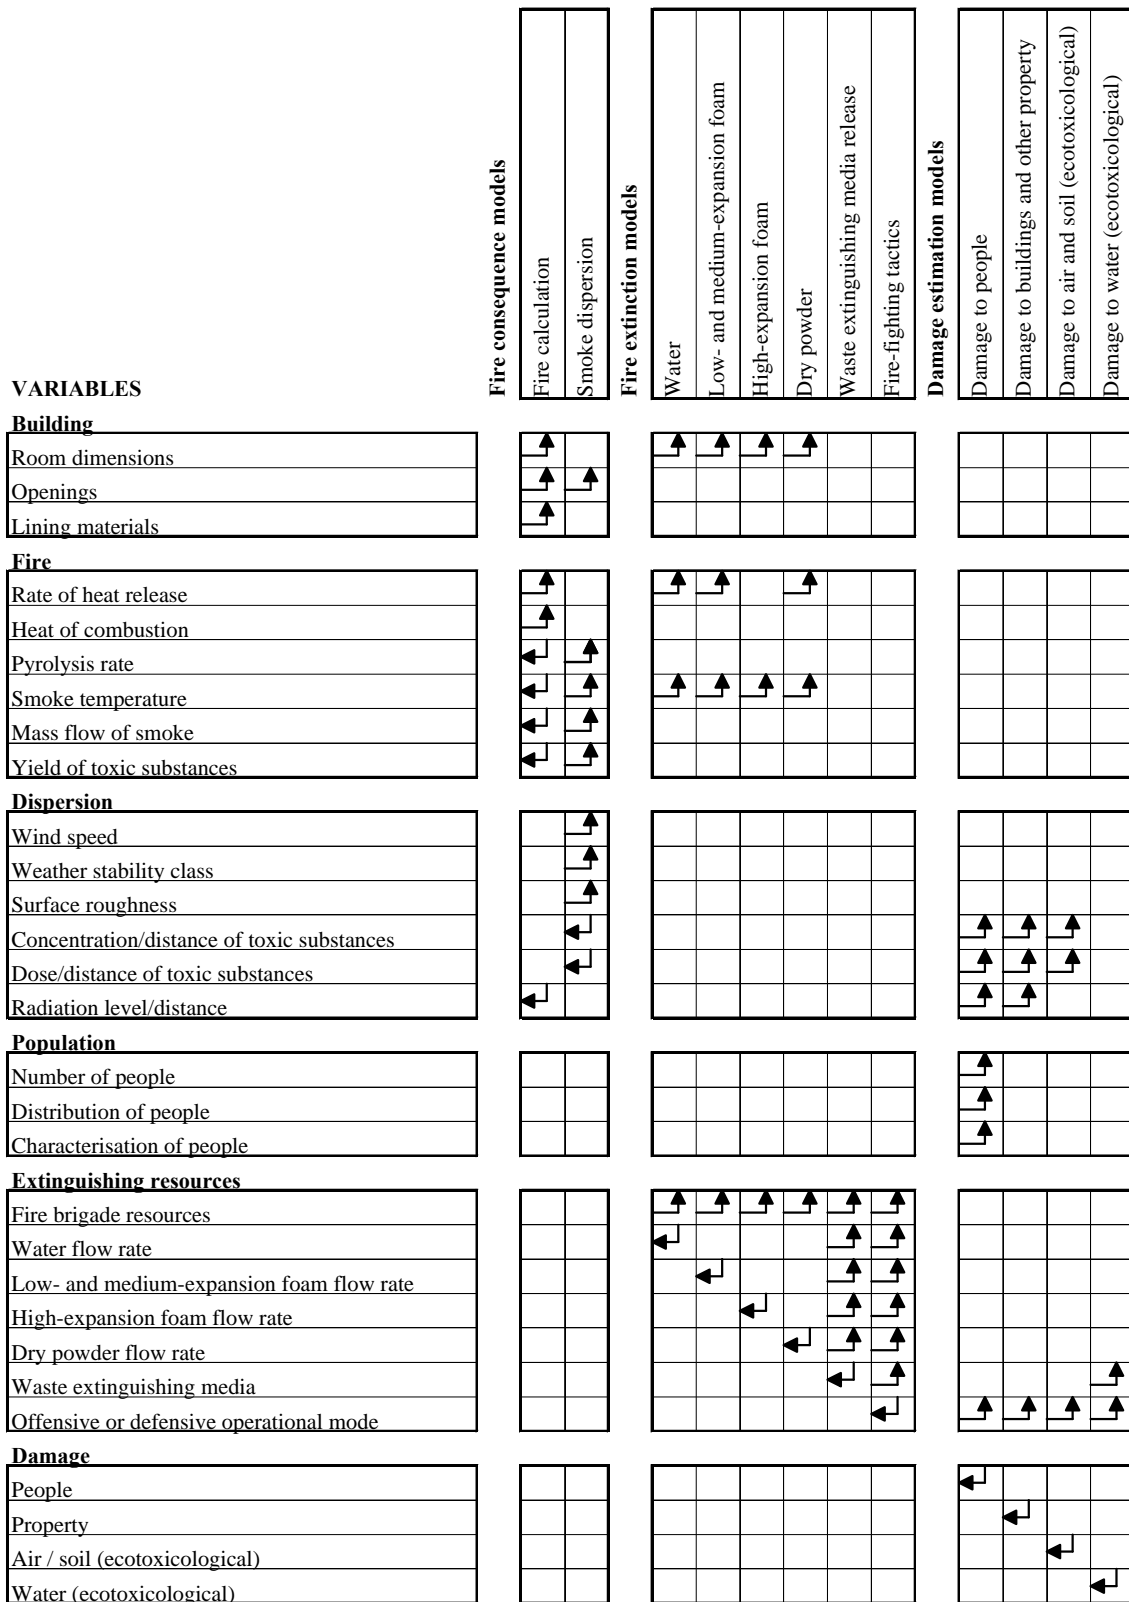 Fire consequence models
Fire calculation
Smoke dispersion
Fire extinction models
Water
Low- and medium-expansion foam
High-expansion foam
Dry powder
Waste extinguishing media release
Fire-fighting tactics
Damage estimation models
Damage to people
Damage to buildings and other property
Damage to air and soil (ecotoxicological)
Damage to water (ecotoxicological)
VARIABLES
Building
Room dimensions
Openings
Lining materials
Fire
Rate of heat release
Heat of combustion
Pyrolysis rate
Smoke temperature
Mass flow of smoke
Yield of toxic substances
Dispersion
Wind speed
Weather stability class
Surface roughness
Concentration/distance of toxic substances
Dose/distance of toxic substances
Radiation level/distance
Population
Number of people
Distribution of people
Characterisation of people
Extinguishing resources
Fire brigade resources
Water flow rate
Low- and medium-expansion foam flow rate
High-expansion foam flow rate
Dry powder flow rate
Waste extinguishing media
Offensive or defensive operational mode
Damage
People
Property
Air / soil (ecotoxicological)
Water (ecotoxicological)